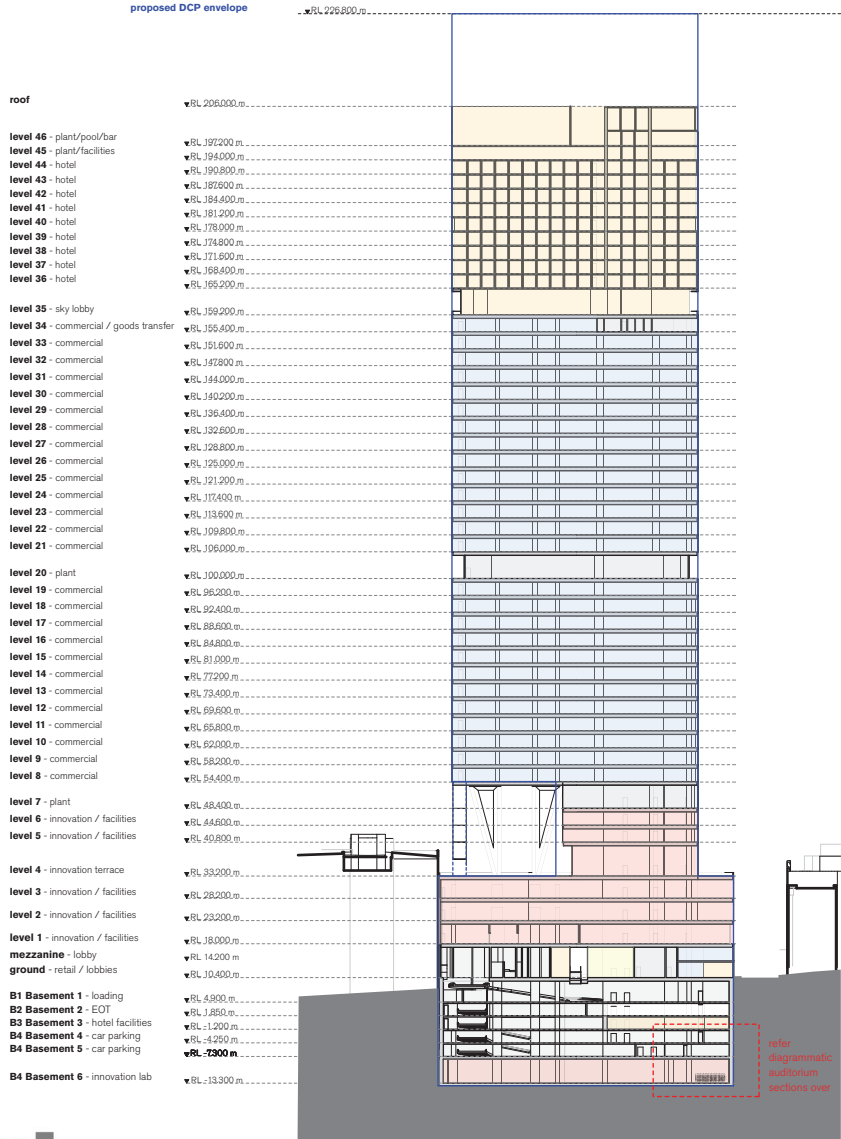 proposed DCP envelope RL 226.800 m
roof RL 206.000 m
level 46 - plant/pool/bar RL 197.200 m
level 45 - plant/facilities RL 194.000 m
level 44 - hotel RL 190.800 m
level 43 - hotel RL 187.600 m
level 42 - hotel RL 184.400 m
level 41 - hotel RL 181.200 m
level 40 - hotel RL 178.000 m
level 39 - hotel RL 174.800 m
level 38 - hotel RL 171.600 m
level 37 - hotel RL 168.400 m
level 36 - hotel RL 165.200 m
level 35 - sky lobby RL 159.200 m
level 34 - commercial / goods transfer RL 155.400 m
level 33 - commercial RL 151.600 m
level 32 - commercial RL 147.800 m
level 31 - commercial RL 144.000 m
level 30 - commercial RL 140.200 m
level 29 - commercial RL 136.400 m
level 28 - commercial RL 132.600 m
level 27 - commercial RL 128.800 m
level 26 - commercial RL 125.000 m
level 25 - commercial RL 121.200 m
level 24 - commercial RL 117.400 m
level 23 - commercial RL 113.600 m
level 22 - commercial RL 109.800 m
level 21 - commercial RL 106.000 m
level 20 - plant RL 100.000 m
level 19 - commercial RL 96.200 m
level 18 - commercial RL 92.400 m
level 17 - commercial RL 88.600 m
level 16 - commercial RL 84.800 m
level 15 - commercial RL 81.000 m
level 14 - commercial RL 77.200 m
level 13 - commercial RL 73.400 m
level 12 - commercial RL 69.600 m
level 11 - commercial RL 65.800 m
level 10 - commercial RL 62.000 m
level 9 - commercial RL 58.200 m
level 8 - commercial RL 54.400 m
level 7 - plant RL 48.400 m
level 6 - innovation / facilities RL 44.600 m
level 5 - innovation / facilities RL 40.800 m
level 4 - innovation terrace RL 33.200 m
level 3 - innovation / facilities RL 28.200 m
level 2 - innovation / facilities RL 23.200 m
level 1 - innovation / facilities RL 18.000 m
mezzanine - lobby RL 14.200 m
ground - retail / lobbies RL 10.400 m
B1 Basement 1 - loading RL 4.900 m
B2 Basement 2 - EOT RL 1.850 m
B3 Basement 3 - hotel facilities RL -1.200 m
B4 Basement 4 - car parking RL -4.250 m
B4 Basement 5 - car parking RL -7.300 m
B4 Basement 6 - innovation lab RL -13.300 m
refer
diagrammatic
auditorium
sections over